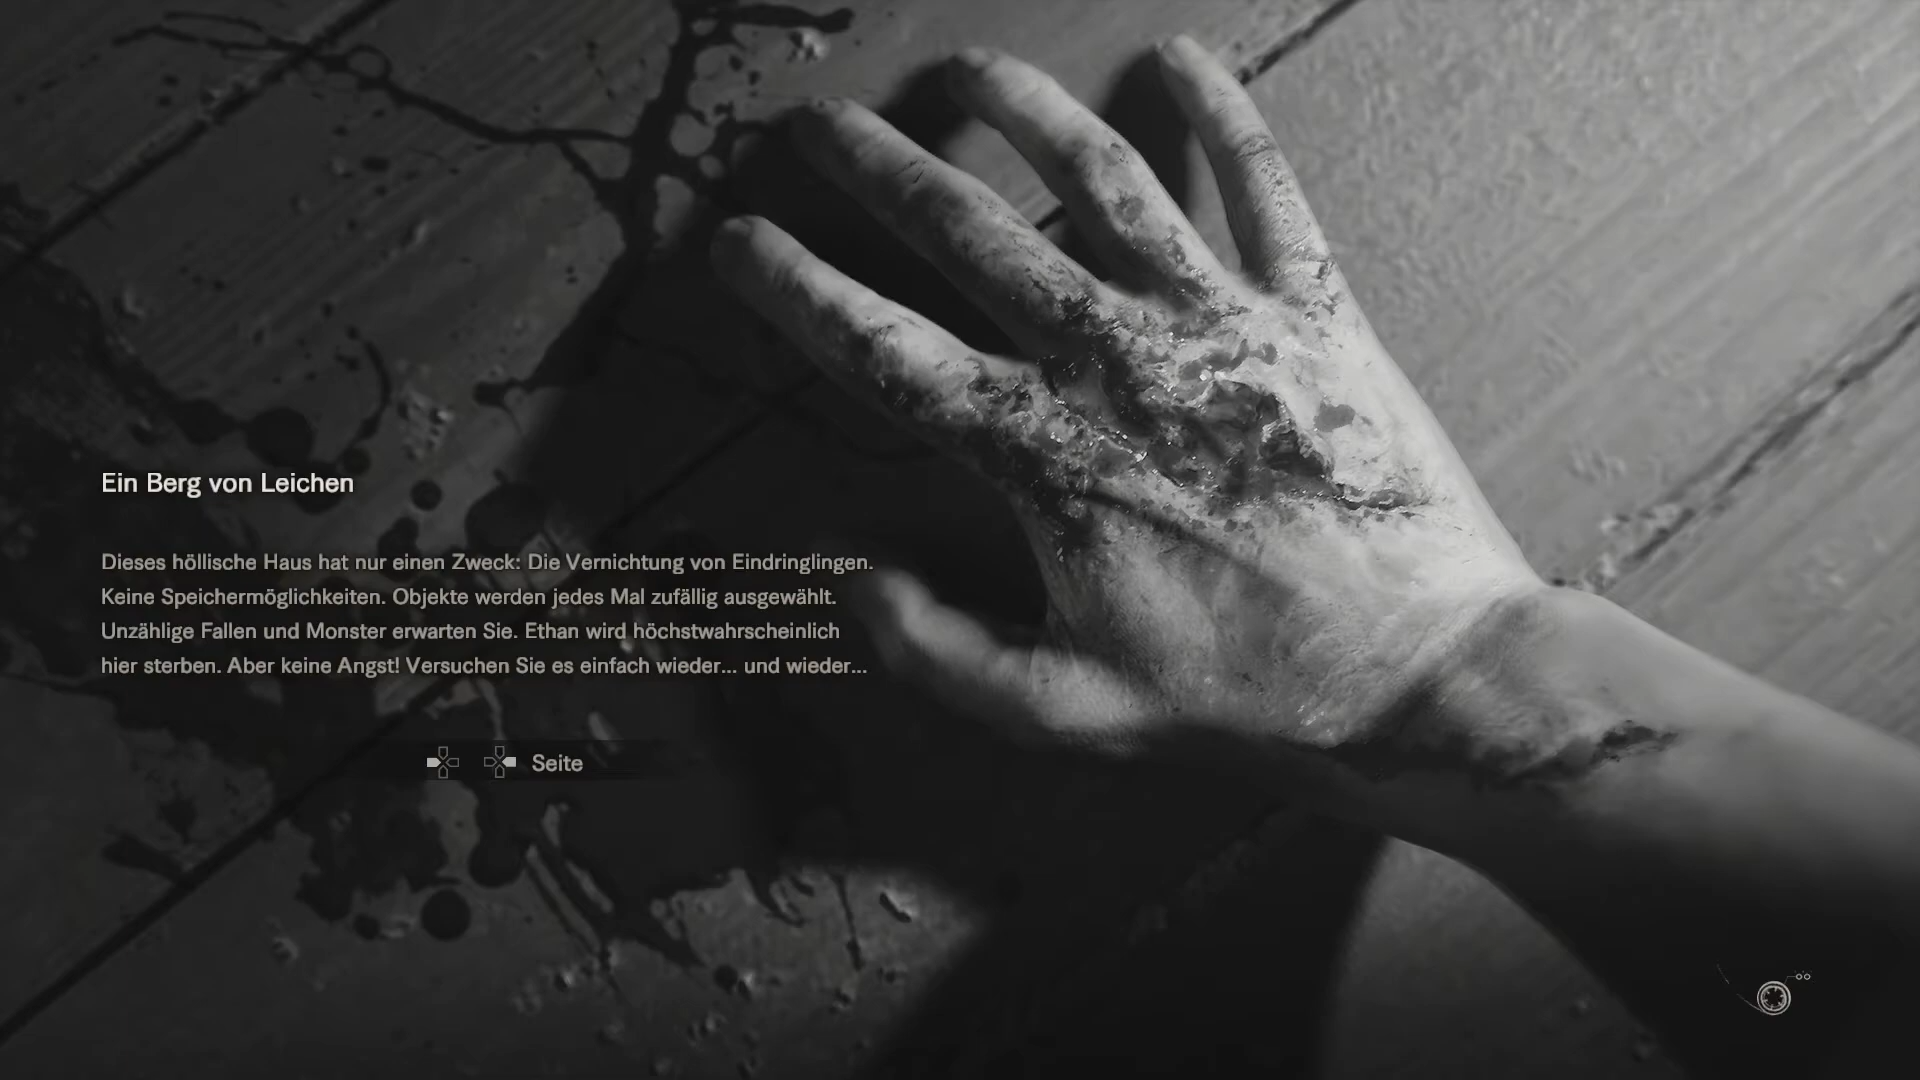 Ein Berg von Leichen
Dieses höllische Haus hat nur einen Zweck: Die Vernichtung von Eindringlingen.
Keine Speichermöglichkeiten. Objekte werden jedes Mal zufällig ausgewählt.
Unzählige Fallen und Monster erwarten Sie. Ethan wird höchstwahrscheinlich
hier sterben. Aber keine Angst! Versuchen Sie es einfach wieder... und wieder...
Seite